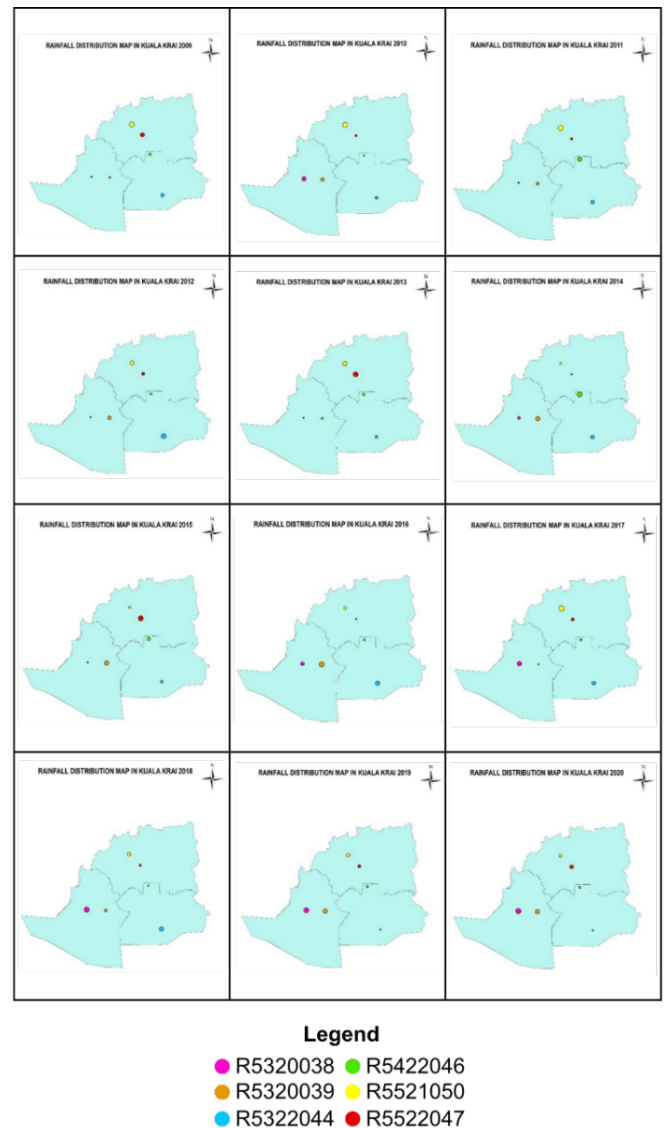 RAINFALL DISTRIBUTION MAP IN KUALA KRAI 2009
N
RAINFALL DISTRIBUTION MAP IN KUALA KRAI 2010
N
RAINFALL DISTRIBUTION MAP IN KUALA KRAI 2011
N
RAINFALL DISTRIBUTION MAP IN KUALA KRAI 2012
N
RAINFALL DISTRIBUTION MAP IN KUALA KRAI 2013
N
RAINFALL DISTRIBUTION MAP IN KUALA KRAI 2014
N
RAINFALL DISTRIBUTION MAP IN KUALA KRAI 2015
N
RAINFALL DISTRIBUTION MAP IN KUALA KRAI 2016
N
RAINFALL DISTRIBUTION MAP IN KUALA KRAI 2017
N
RAINFALL DISTRIBUTION MAP IN KUALA KRAI 2018
N
RAINFALL DISTRIBUTION MAP IN KUALA KRAI 2019
N
RAINFALL DISTRIBUTION MAP IN KUALA KRAI 2020
N
Legend
R5320038 R5422046
R5320039 R5521050
R5322044 R5522047